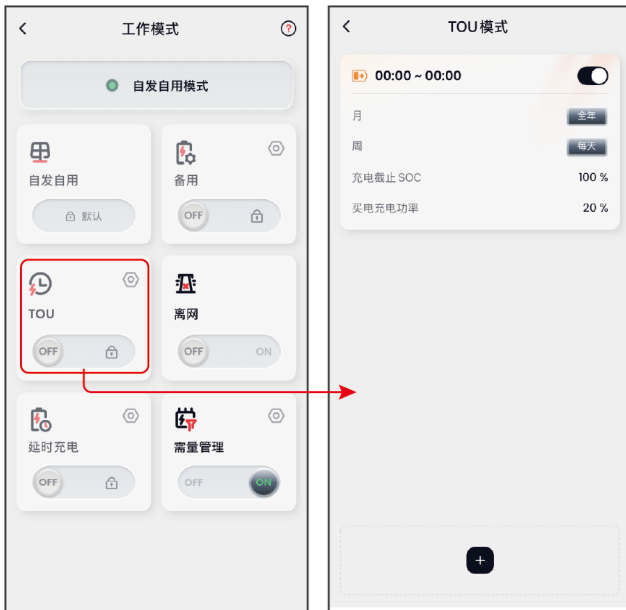 工作模式
?
自发自用模式
自发自用
默认
备用
OFF
TOU
OFF
离网
OFF ON
延时充电
OFF
需量管理
OFF ON
TOU模式
00:00 ~ 00:00
月 全年
周 每天
充电截止 SOC 100 %
买电充电功率 20 %
+